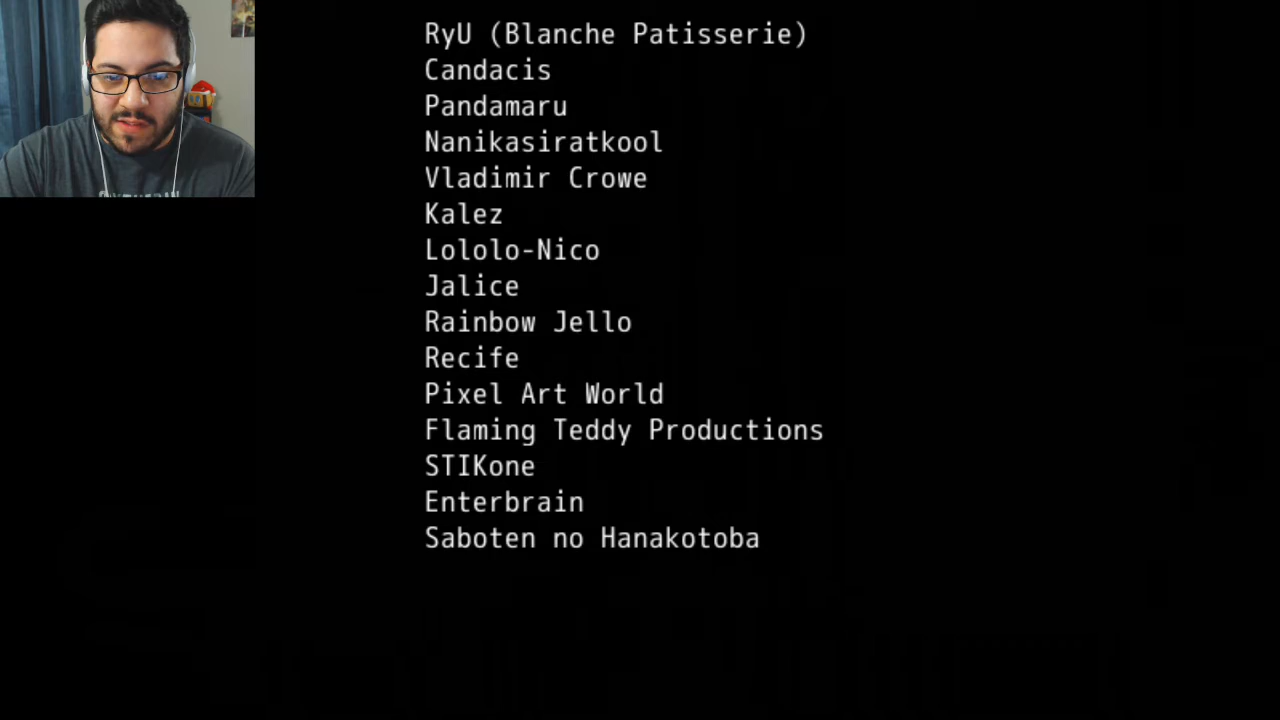 RyU (Blanche Patisserie)
Candacis
Pandamaru
Nanikasiratkool
Vladimir Crowe
Kalez
Lololo-Nico
Jalice
Rainbow Jello
Recife
Pixel Art World
Flaming Teddy Productions
STIKone
Enterbrain
Saboten no Hanakotoba